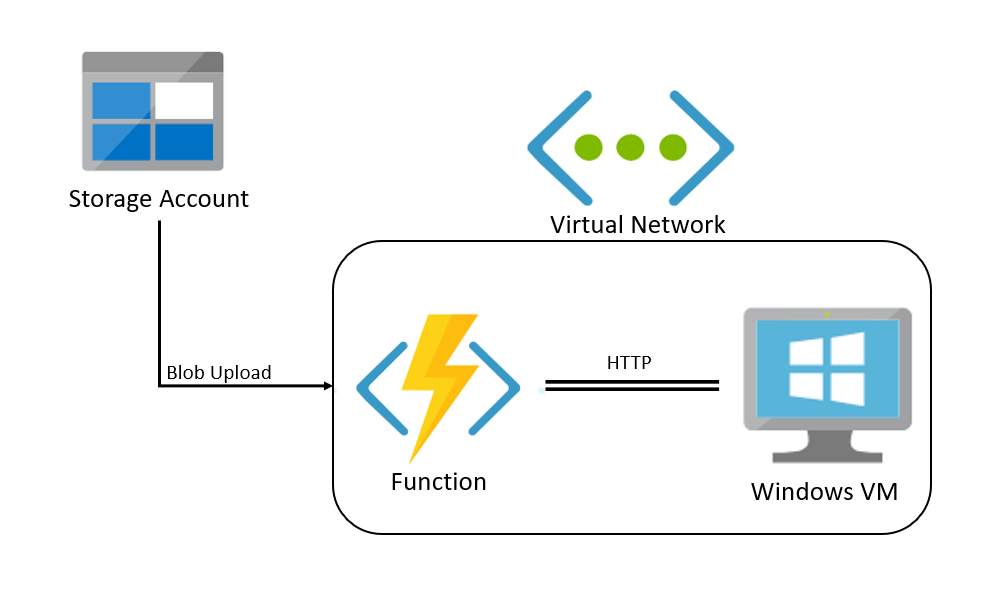 Storage Account
Virtual Network
Blob Upload
HTTP
Function
Windows VM